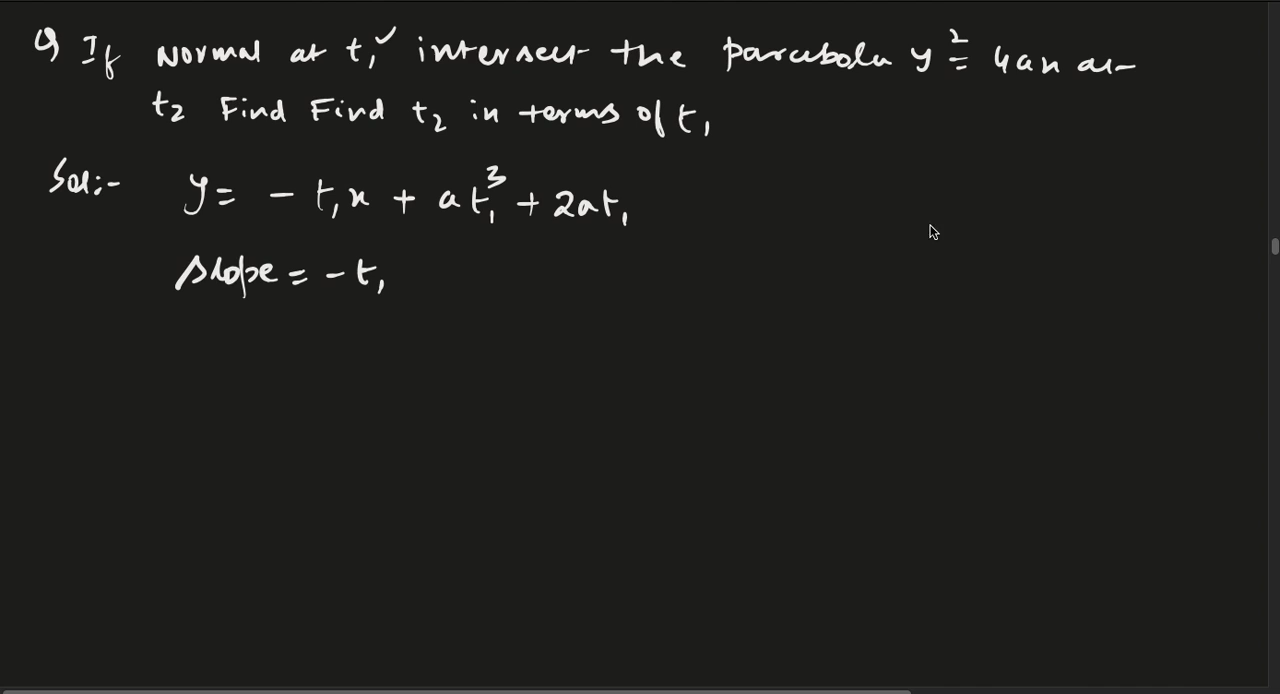 Q If Normal at t₁ intersect the parabola y² = 4ax at
t₂ Find Find t₂ in terms of t₁
Sol:- y = - t₁x + at₁³ + 2at₁
slope = - t₁